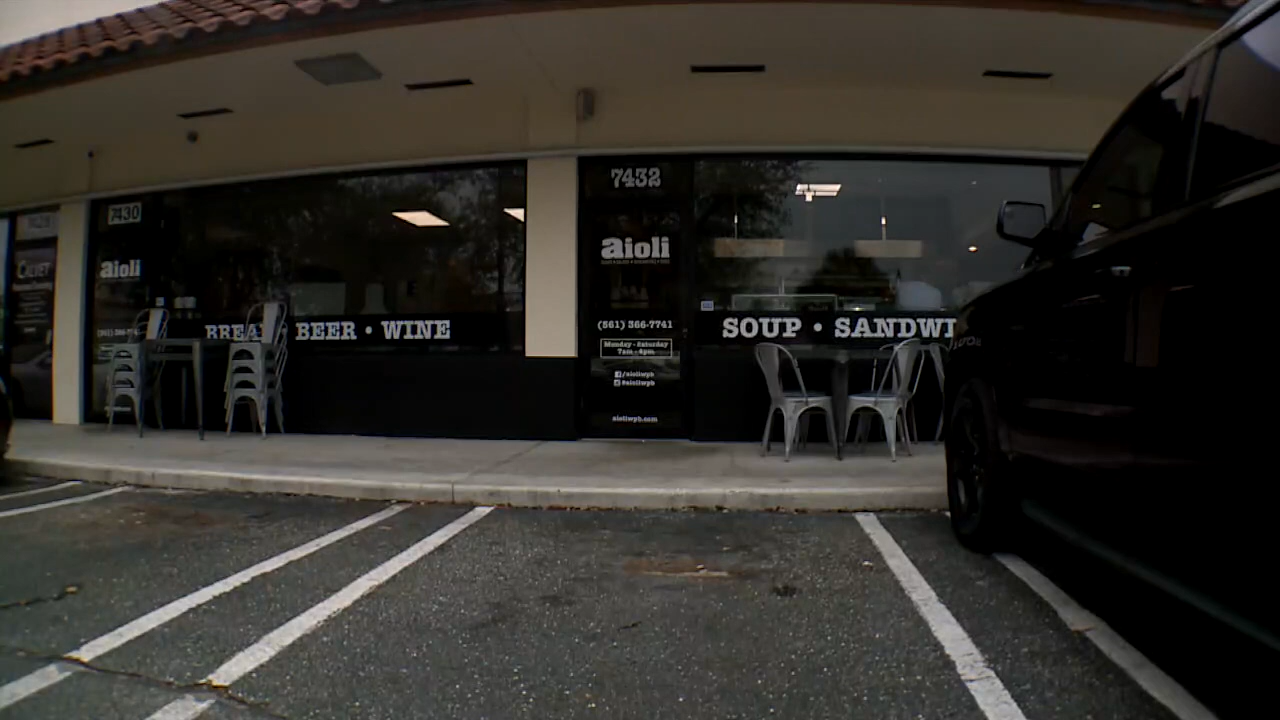 7430
aioli
BEER • WINE
7432
aioli
(561) 366-7741
Monday - Saturday
7am - 4pm
/aioliwpb
@aioliwpb
aioliwpb.com
SOUP • SANDWI